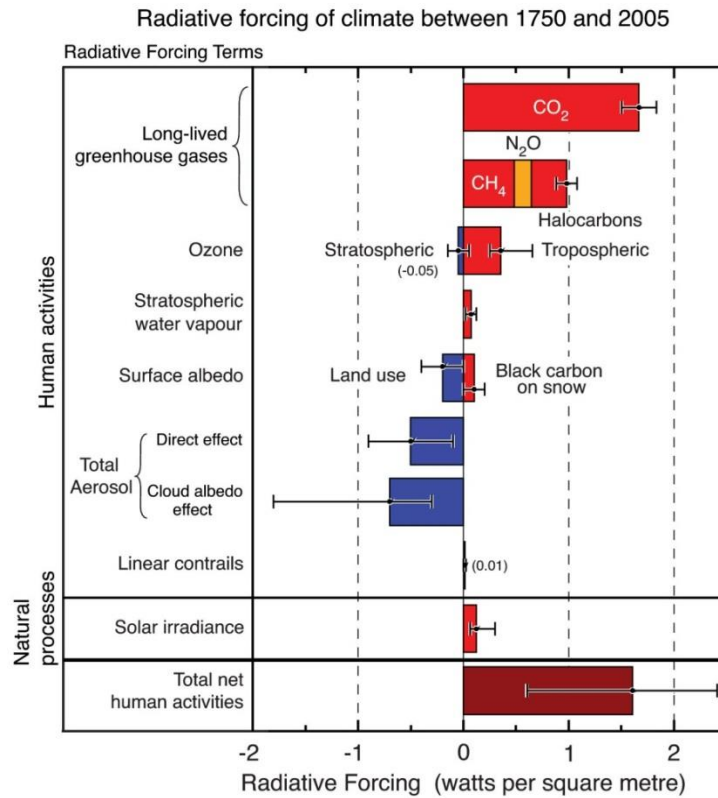 Radiative forcing of climate between 1750 and 2005
Radiative Forcing Terms
Human activities
Long-lived
greenhouse gases
CO₂
N₂O
CH₄
Halocarbons
Ozone
Stratospheric
(-0.05)
Tropospheric
Stratospheric
water vapour
Surface albedo
Land use
Black carbon
on snow
Total
Aerosol
Direct effect
Cloud albedo
effect
Linear contrails
(0.01)
Natural
processes
Solar irradiance
Total net
human activities
-2 -1 0 1 2
Radiative Forcing (watts per square metre)